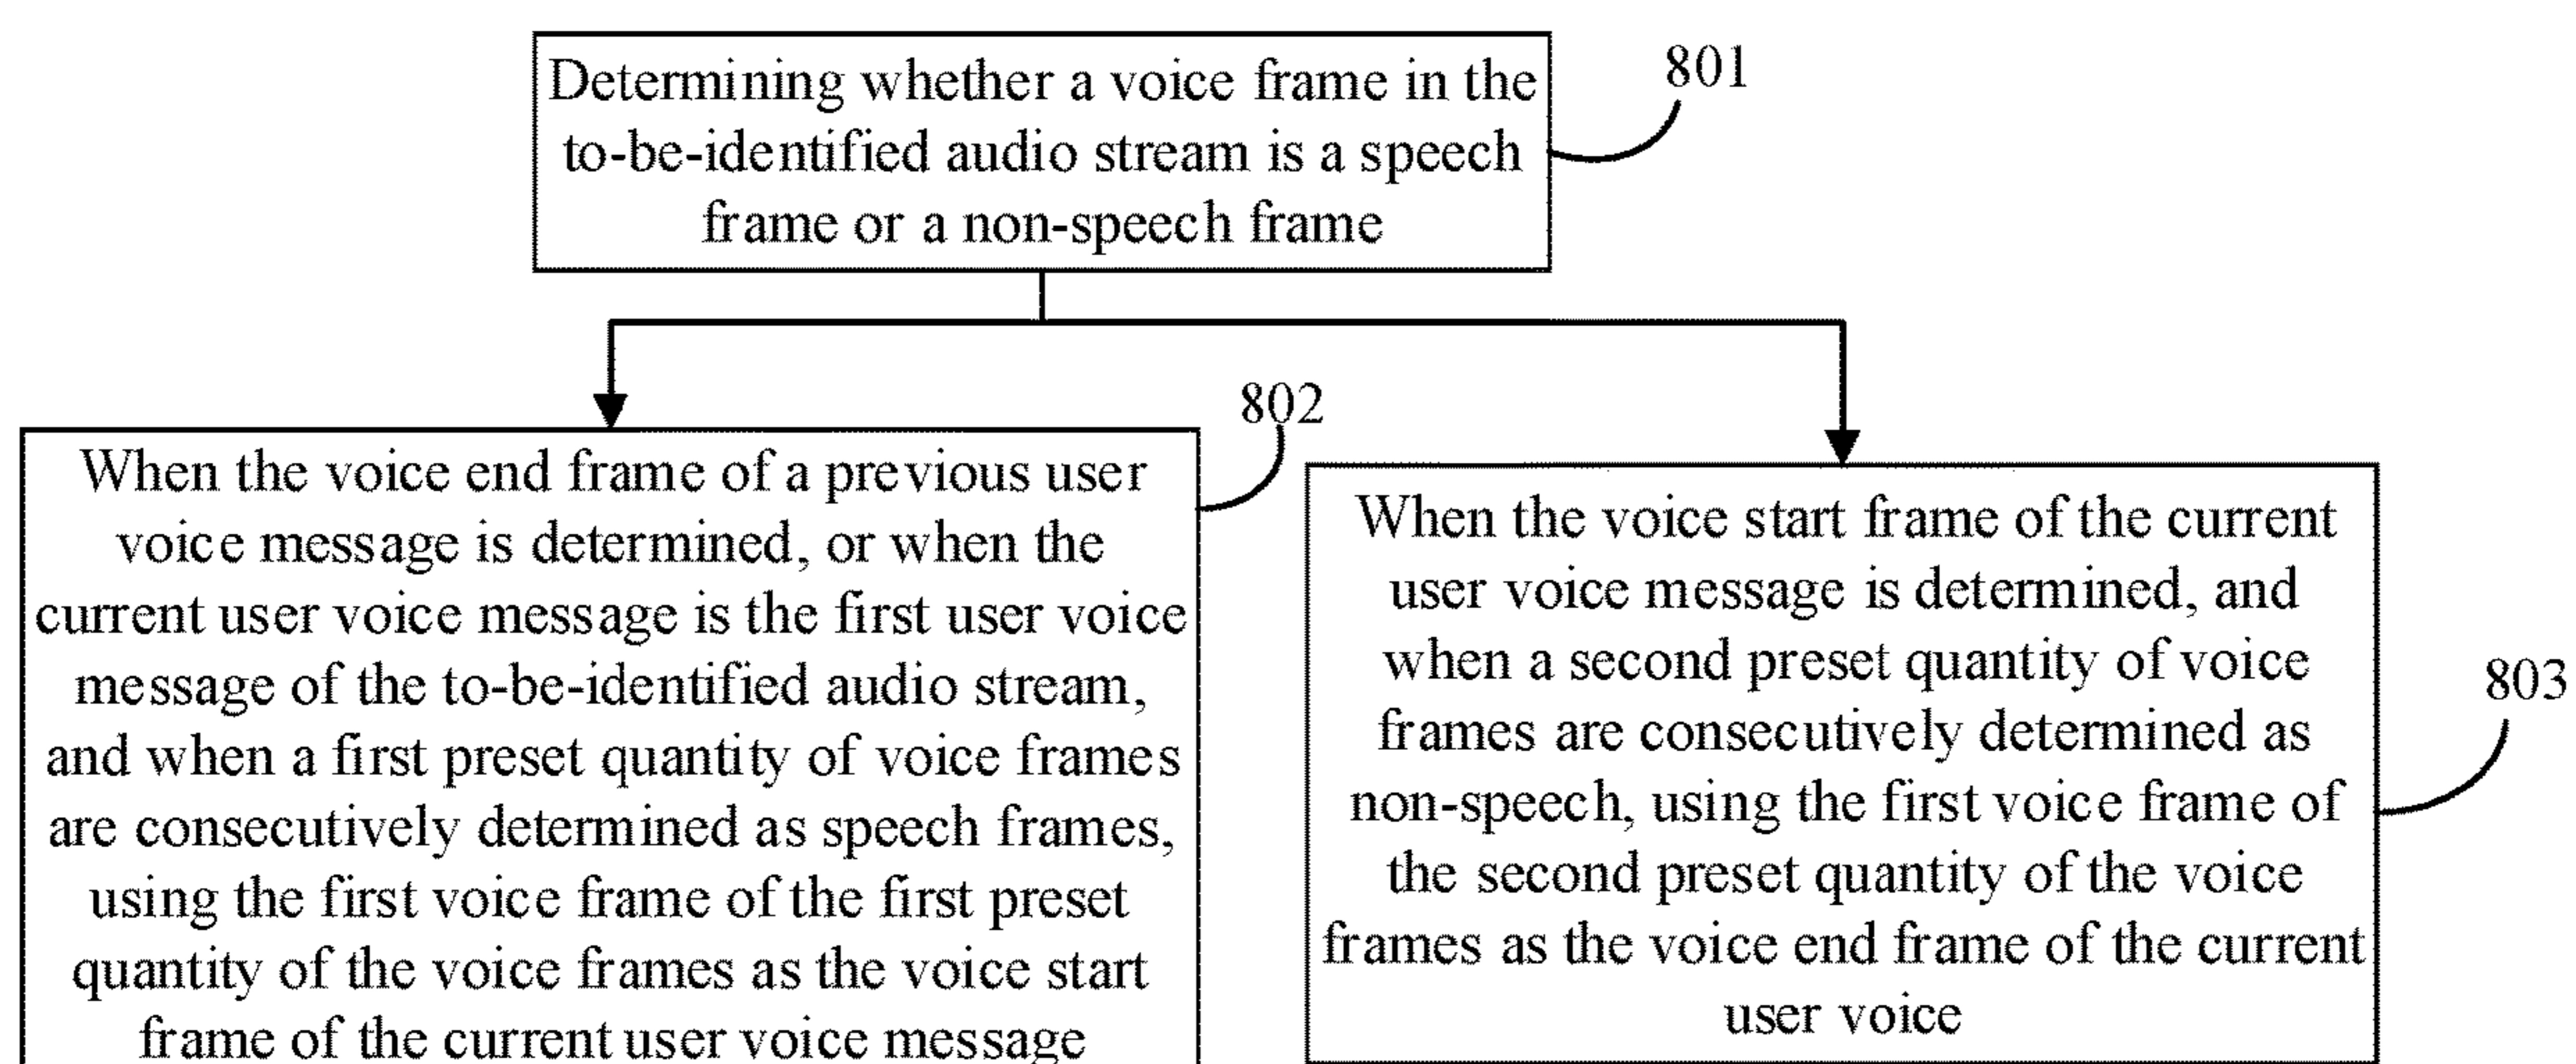 Determining whether a voice frame in the
to-be-identified audio stream is a speech
frame or a non-speech frame
801
802
When the voice end frame of a previous user
voice message is determined, or when the
current user voice message is the first user voice
message of the to-be-identified audio stream,
and when a first preset quantity of voice frames
are consecutively determined as speech frames,
using the first voice frame of the first preset
quantity of the voice frames as the voice start
frame of the current user voice message
When the voice start frame of the current
user voice message is determined, and
when a second preset quantity of voice
frames are consecutively determined as
non-speech, using the first voice frame of
the second preset quantity of the voice
frames as the voice end frame of the current
user voice
803